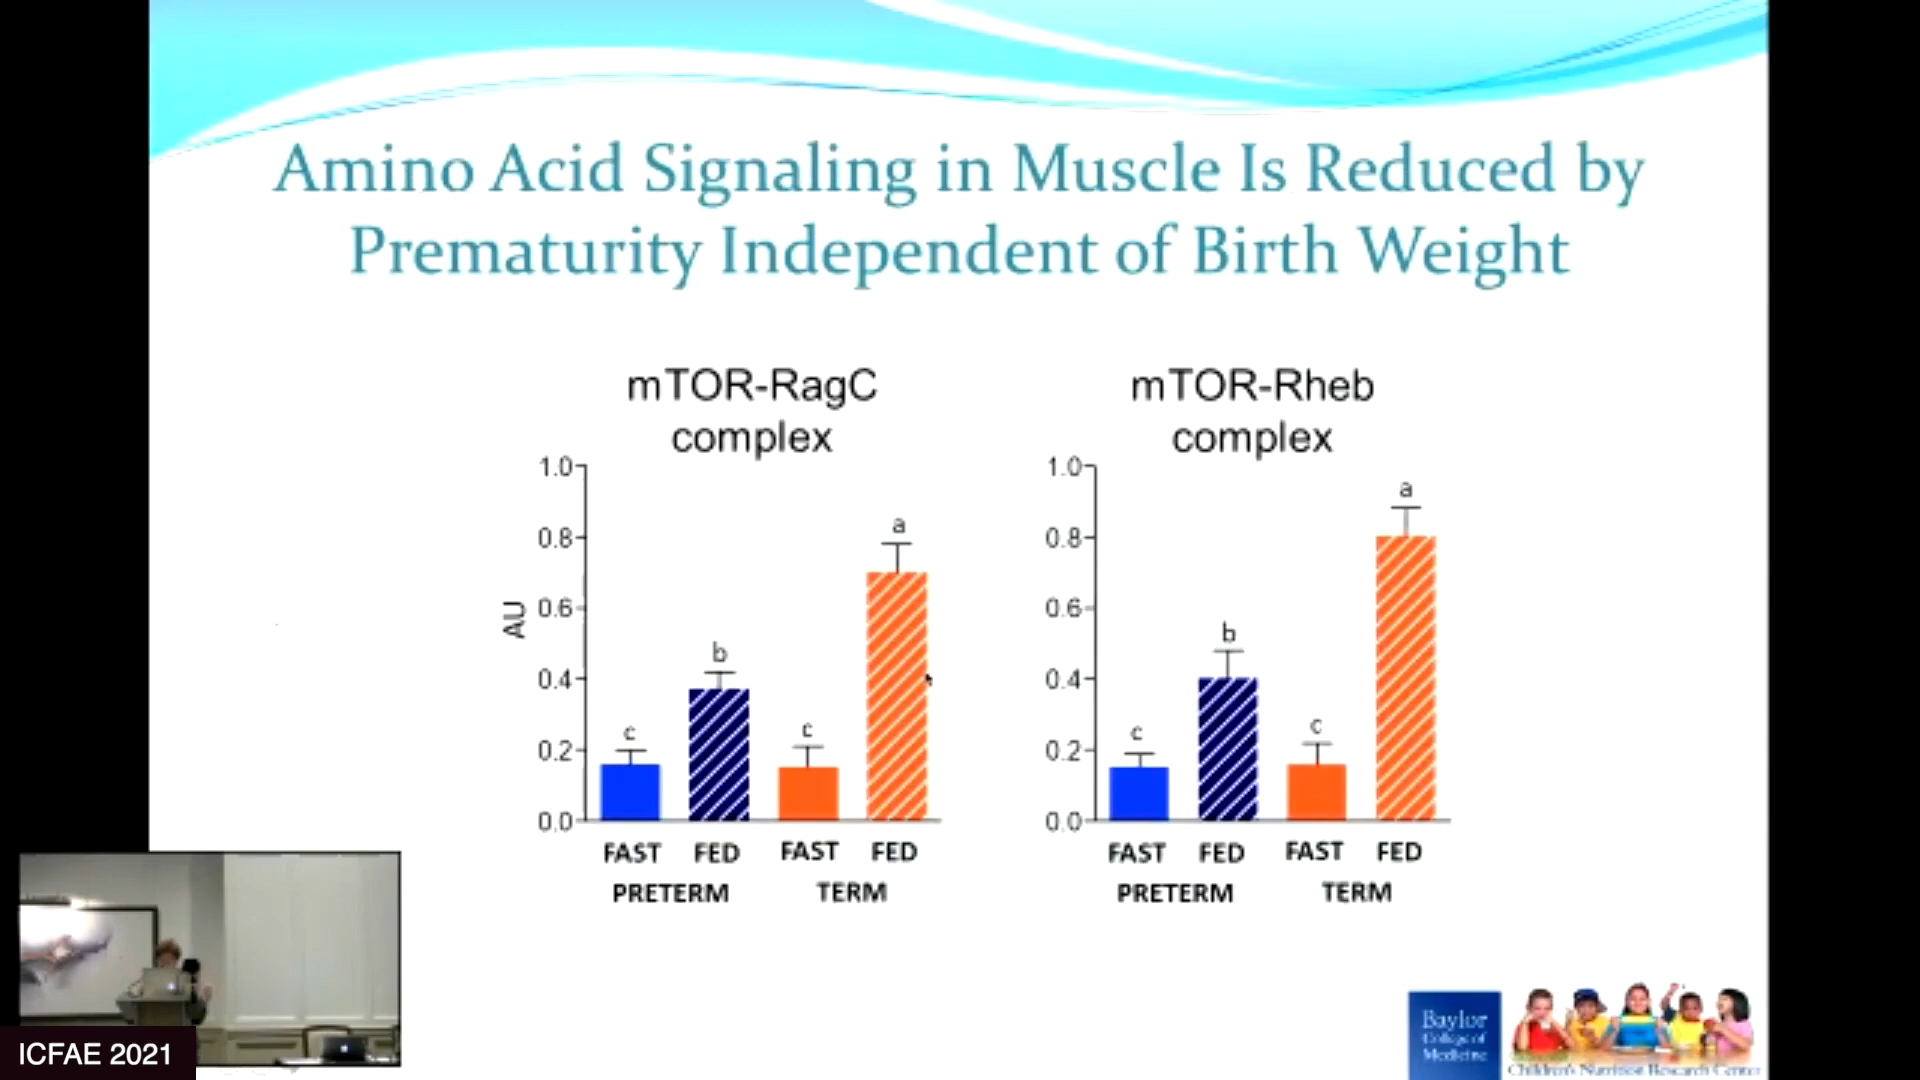 Amino Acid Signaling in Muscle Is Reduced by
Prematurity Independent of Birth Weight
mTOR-RagC
complex
1.0
0.8
0.6
0.4
0.2
0.0
AU
c
b
c
a
FAST FED FAST FED
PRETERM TERM
mTOR-Rheb
complex
1.0
0.8
0.6
0.4
0.2
0.0
c
b
c
a
FAST FED FAST FED
PRETERM TERM
ICFAE 2021
Baylor
College of
Medicine
Children's Nutrition Research Center